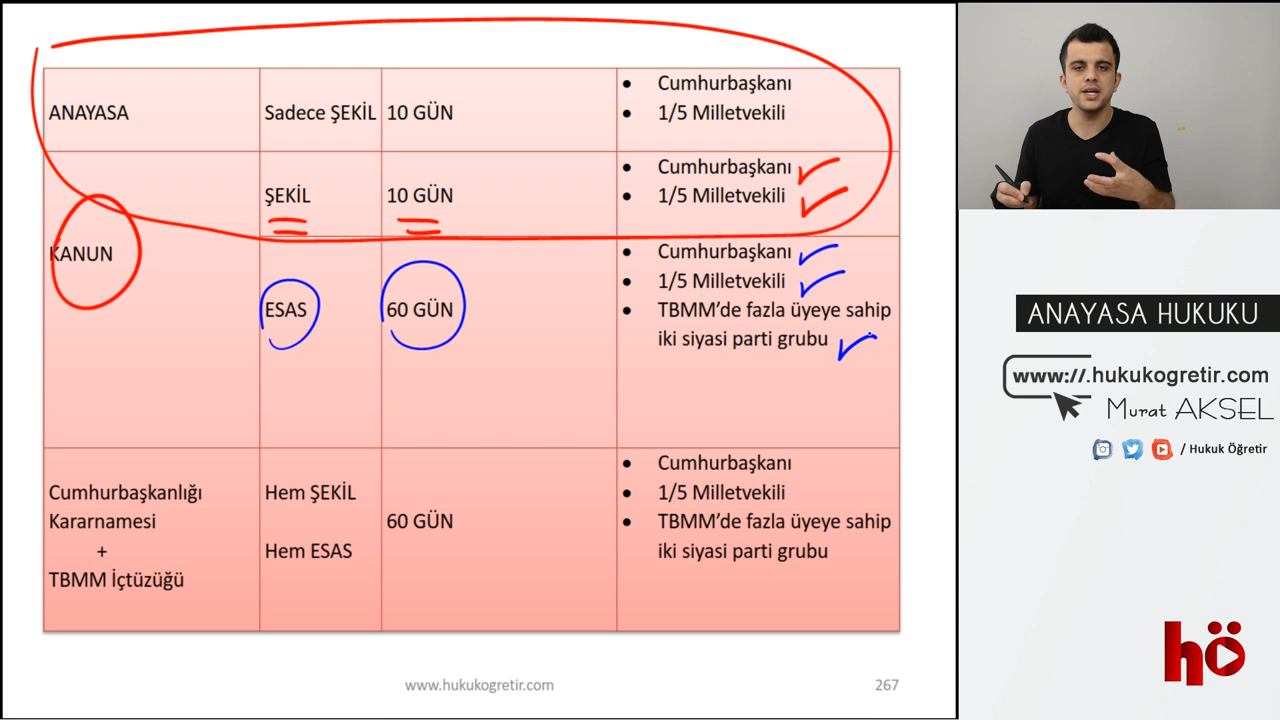 ANAYASA
Sadece ŞEKİL
10 GÜN
• Cumhurbaşkanı
• 1/5 Milletvekili
KANUN
ŞEKİL
10 GÜN
• Cumhurbaşkanı
• 1/5 Milletvekili
ESAS
60 GÜN
• Cumhurbaşkanı
• 1/5 Milletvekili
• TBMM'de fazla üyeye sahip
iki siyasi parti grubu
Cumhurbaşkanlığı
Kararnamesi
+
TBMM İçtüzüğü
Hem ŞEKİL
Hem ESAS
60 GÜN
• Cumhurbaşkanı
• 1/5 Milletvekili
• TBMM'de fazla üyeye sahip
iki siyasi parti grubu
www.hukukogretir.com
267
ANAYASA HUKUKU
www://.hukukogretir.com
Murat AKSEL
/ Hukuk Öğretir
hö